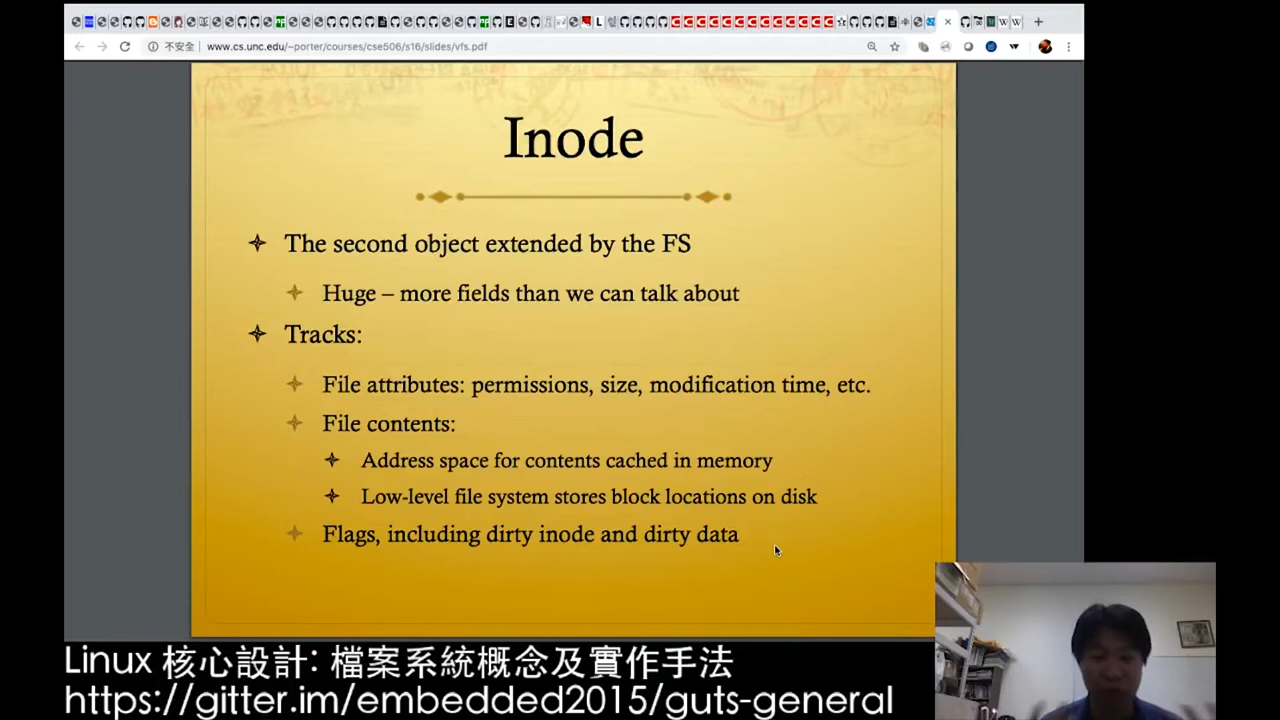 不安全
www.cs.unc.edu/~porter/courses/cse506/s16/slides/vfs.pdf
Inode
The second object extended by the FS
Huge – more fields than we can talk about
Tracks:
File attributes: permissions, size, modification time, etc.
File contents:
Address space for contents cached in memory
Low-level file system stores block locations on disk
Flags, including dirty inode and dirty data
Linux 核心設計: 檔案系統概念及實作手法
https://gitter.im/embedded2015/guts-general